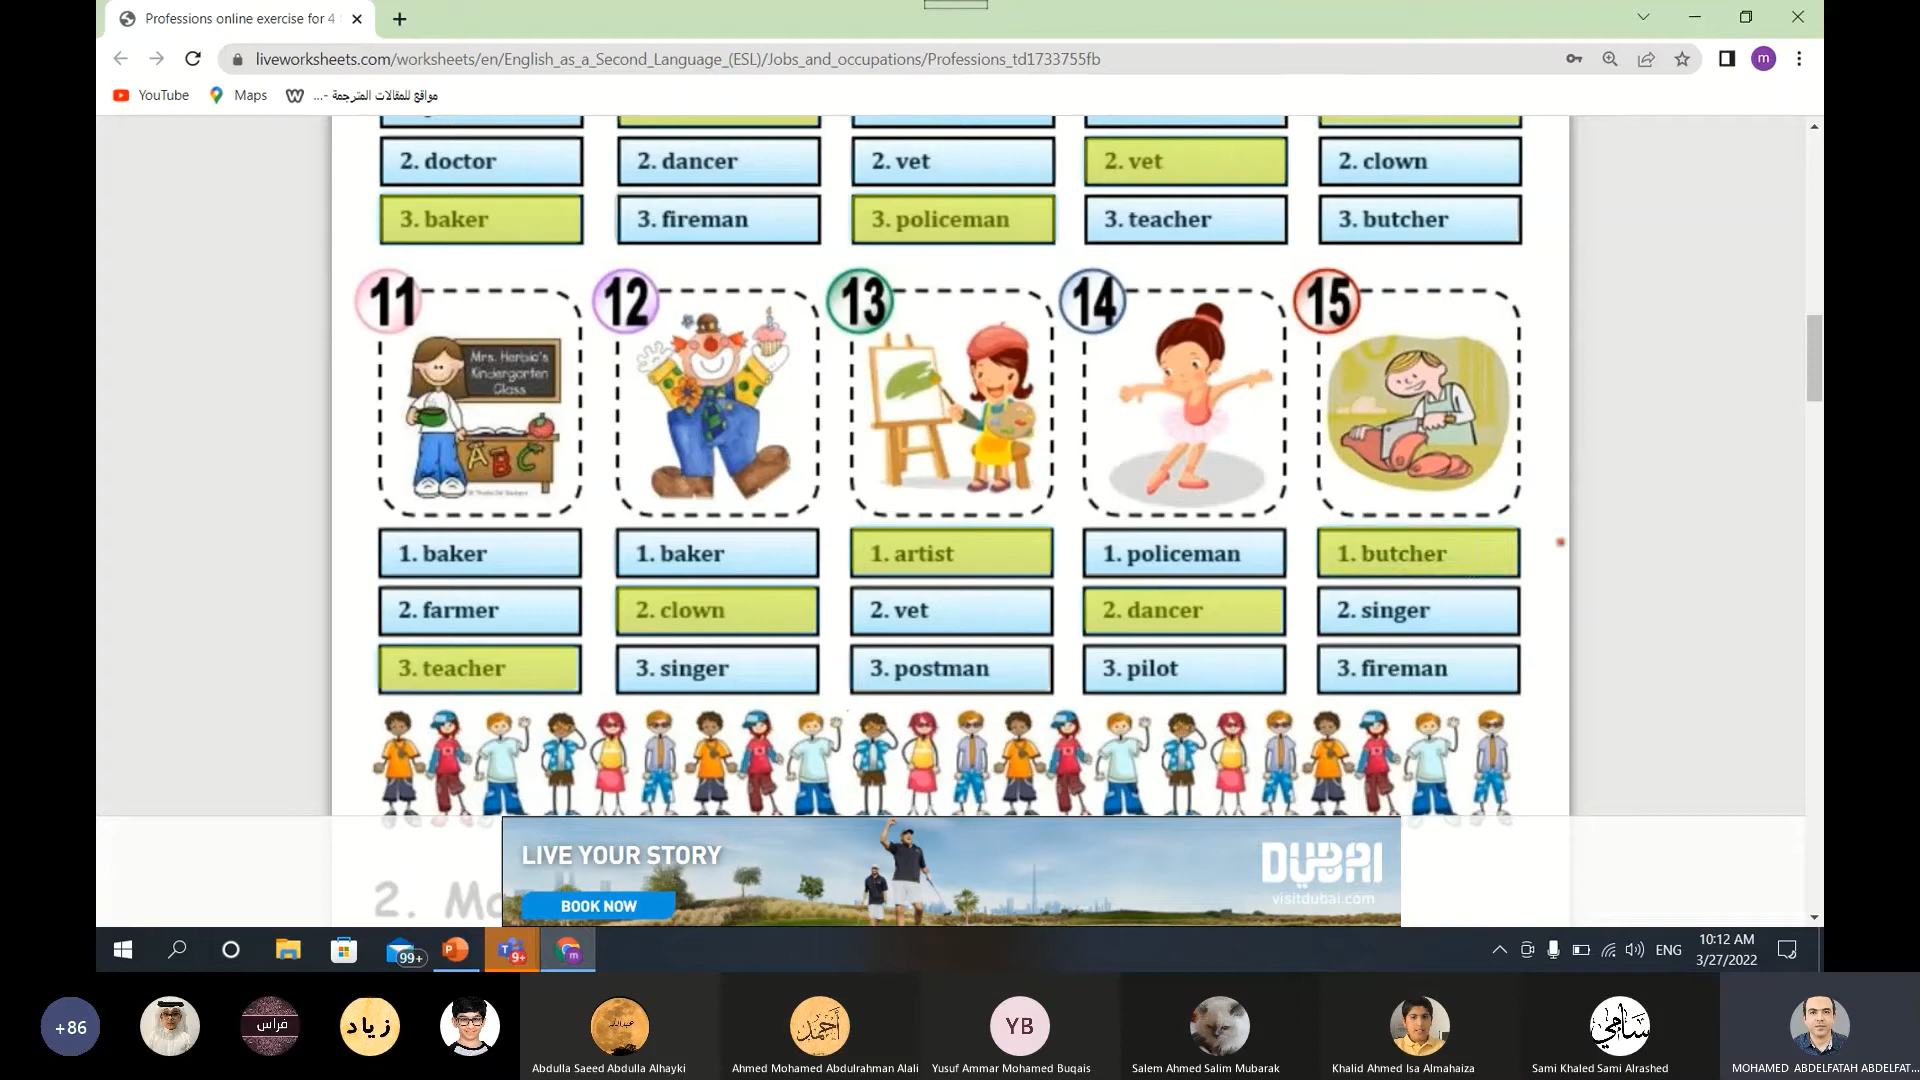 Professions online exercise for 4
liveworksheets.com/worksheets/en/English_as_a_Second_Language_(ESL)/Jobs_and_occupations/Professions_td1733755fb
m
YouTube
Maps
مواقع للمقالات المترجمة -...
2. doctor
2. dancer
2. vet
2. vet
2. clown
3. baker
3. fireman
3. policeman
3. teacher
3. butcher
11
12
13
14
15
Mrs. Herbic's
Kindergarten
Class
ABC
1. baker
1. baker
1. artist
1. policeman
1. butcher
2. farmer
2. clown
2. vet
2. dancer
2. singer
3. teacher
3. singer
3. postman
3. pilot
3. fireman
LIVE YOUR STORY
BOOK NOW
DUBAI
visitdubai.com
2.
99+
9+
ENG
10:12 AM
3/27/2022
+86
فراس
زياد
أحمد
YB
سامي
Abdulla Saeed Abdulla Alhayki
Ahmed Mohamed Abdulrahman Alali
Yusuf Ammar Mohamed Buqais
Salem Ahmed Salim Mubarak
Khalid Ahmed Isa Almahaiza
Sami Khaled Sami Alrashed
MOHAMED ABDELFATAH ABDELFAT...